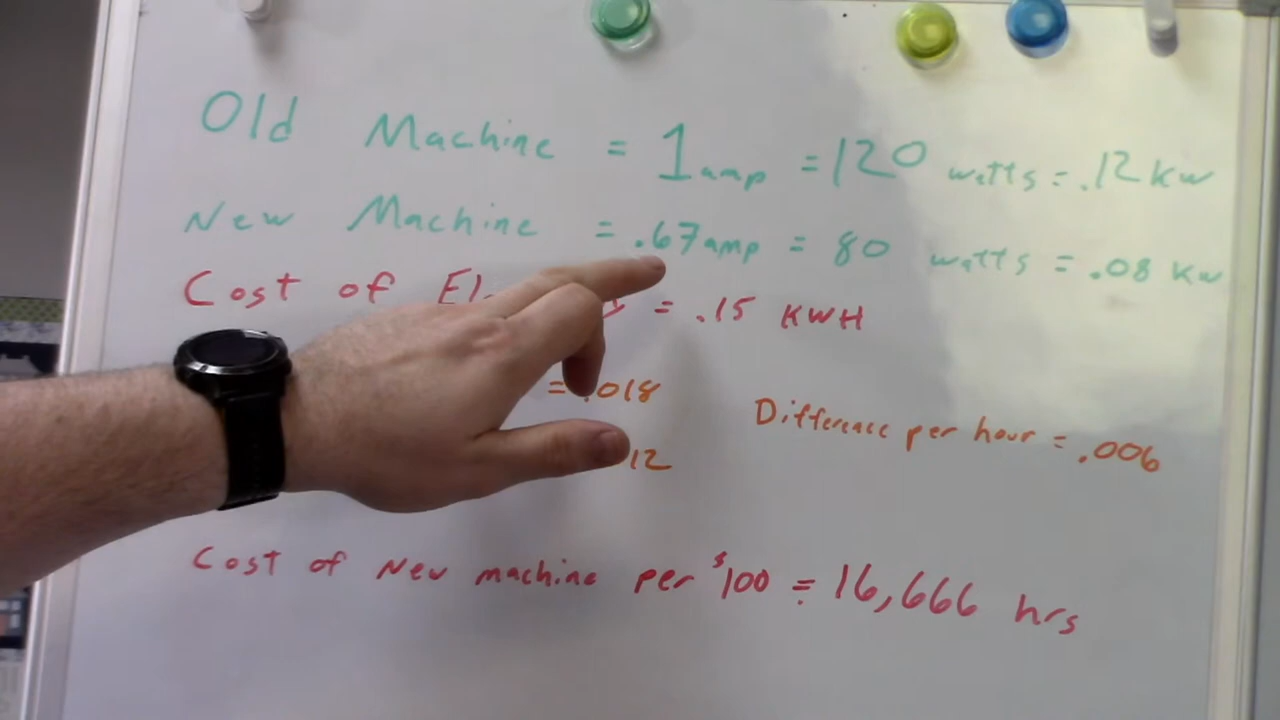 Old Machine = 1amp = 120 watts = .12 kw
New Machine = .67amp = 80 watts = .08 kw
Cost of = .15 KWH
= .018
Difference per hour = .006
12
Cost of New machine per $100 = 16,666 hrs